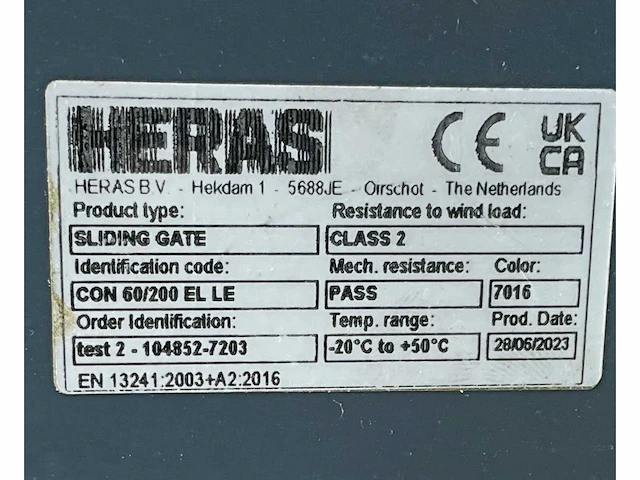 HERAS CE UK
CA
HERAS B.V. - Hekdam 1 - 5688JE - Oirschot - The Netherlands
Product type: Resistance to wind load:
SLIDING GATE CLASS 2
Identification code: Mech. resistance: Color:
CON 60/200 EL LE PASS 7016
Order Identification: Temp. range: Prod. Date:
test 2 - 104852-7203 -20°C to +50°C 28/06/2023
EN 13241:2003+A2:2016